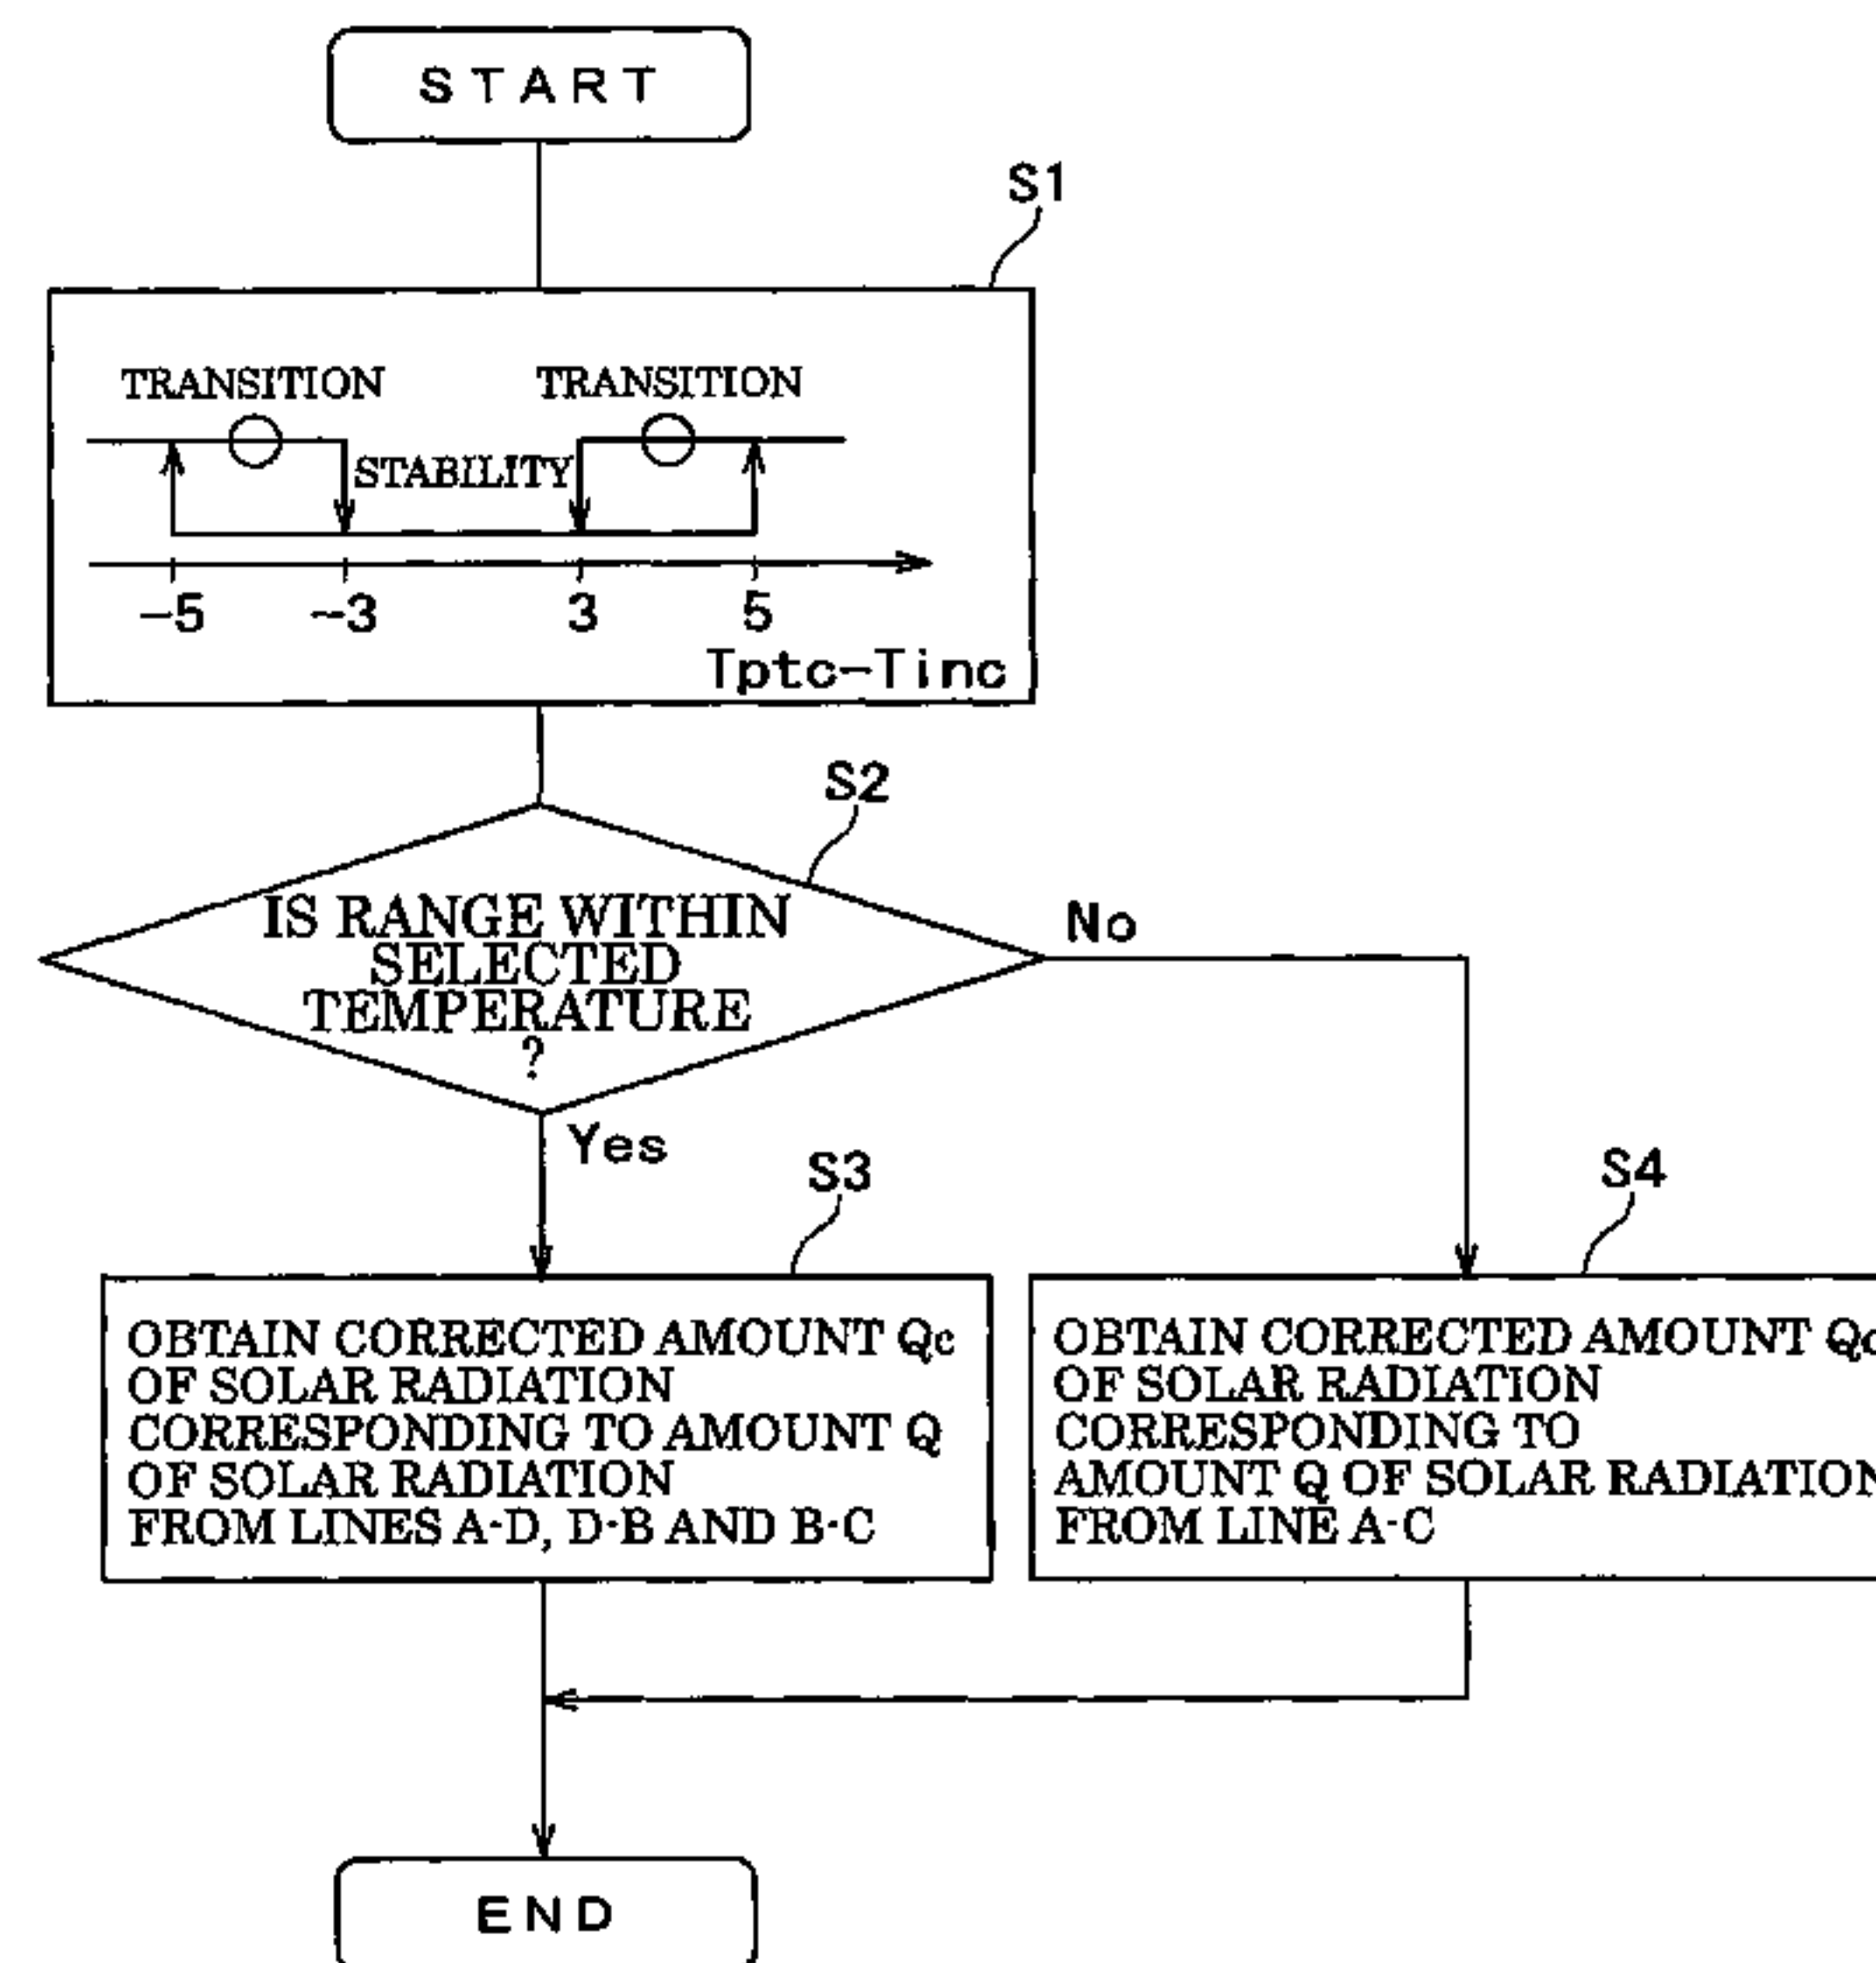 START
S1
TRANSITION TRANSITION
STABILITY
-5 -3 3 5
Tptc-Tinc
S2
IS RANGE WITHIN
SELECTED
TEMPERATURE
?
No
Yes
S3
OBTAIN CORRECTED AMOUNT Qc
OF SOLAR RADIATION
CORRESPONDING TO AMOUNT Q
OF SOLAR RADIATION
FROM LINES A-D, D-B AND B-C
S4
OBTAIN CORRECTED AMOUNT Qc
OF SOLAR RADIATION
CORRESPONDING TO
AMOUNT Q OF SOLAR RADIATION
FROM LINE A-C
END